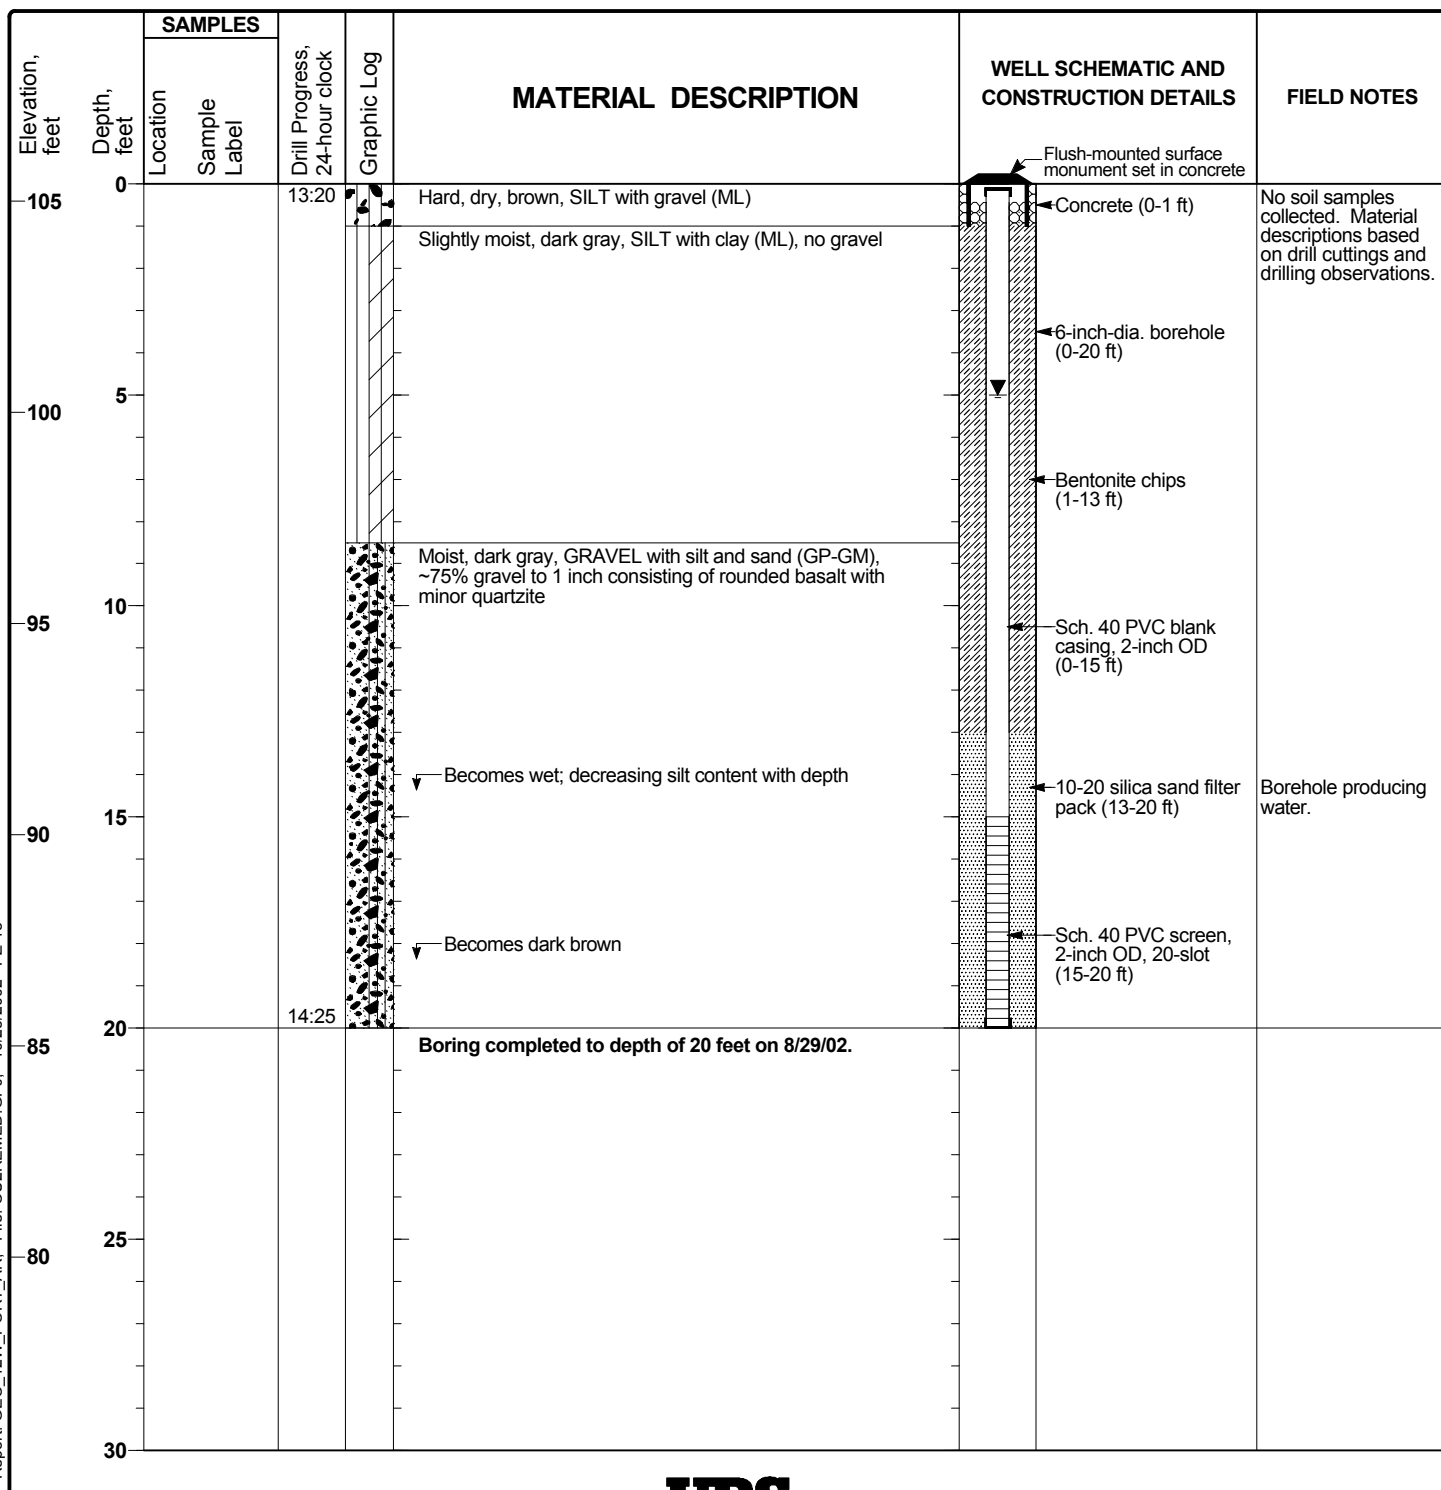 SAMPLES
Elevation,
feet
Depth,
feet
Location
Sample
Label
Drill Progress,
24-hour clock
Graphic Log
MATERIAL DESCRIPTION
WELL SCHEMATIC AND
CONSTRUCTION DETAILS
FIELD NOTES
Flush-mounted surface
monument set in concrete
0
105
13:20
Hard, dry, brown, SILT with gravel (ML)
Concrete (0-1 ft)
No soil samples
collected. Material
descriptions based
on drill cuttings and
drilling observations.
Slightly moist, dark gray, SILT with clay (ML), no gravel
6-inch-dia. borehole
(0-20 ft)
5
100
Bentonite chips
(1-13 ft)
Moist, dark gray, GRAVEL with silt and sand (GP-GM),
~75% gravel to 1 inch consisting of rounded basalt with
minor quartzite
10
95
Sch. 40 PVC blank
casing, 2-inch OD
(0-15 ft)
Becomes wet; decreasing silt content with depth
10-20 silica sand filter
pack (13-20 ft)
Borehole producing
water.
15
90
Becomes dark brown
Sch. 40 PVC screen,
2-inch OD, 20-slot
(15-20 ft)
14:25
20
85
Boring completed to depth of 20 feet on 8/29/02.
25
80
30
URS